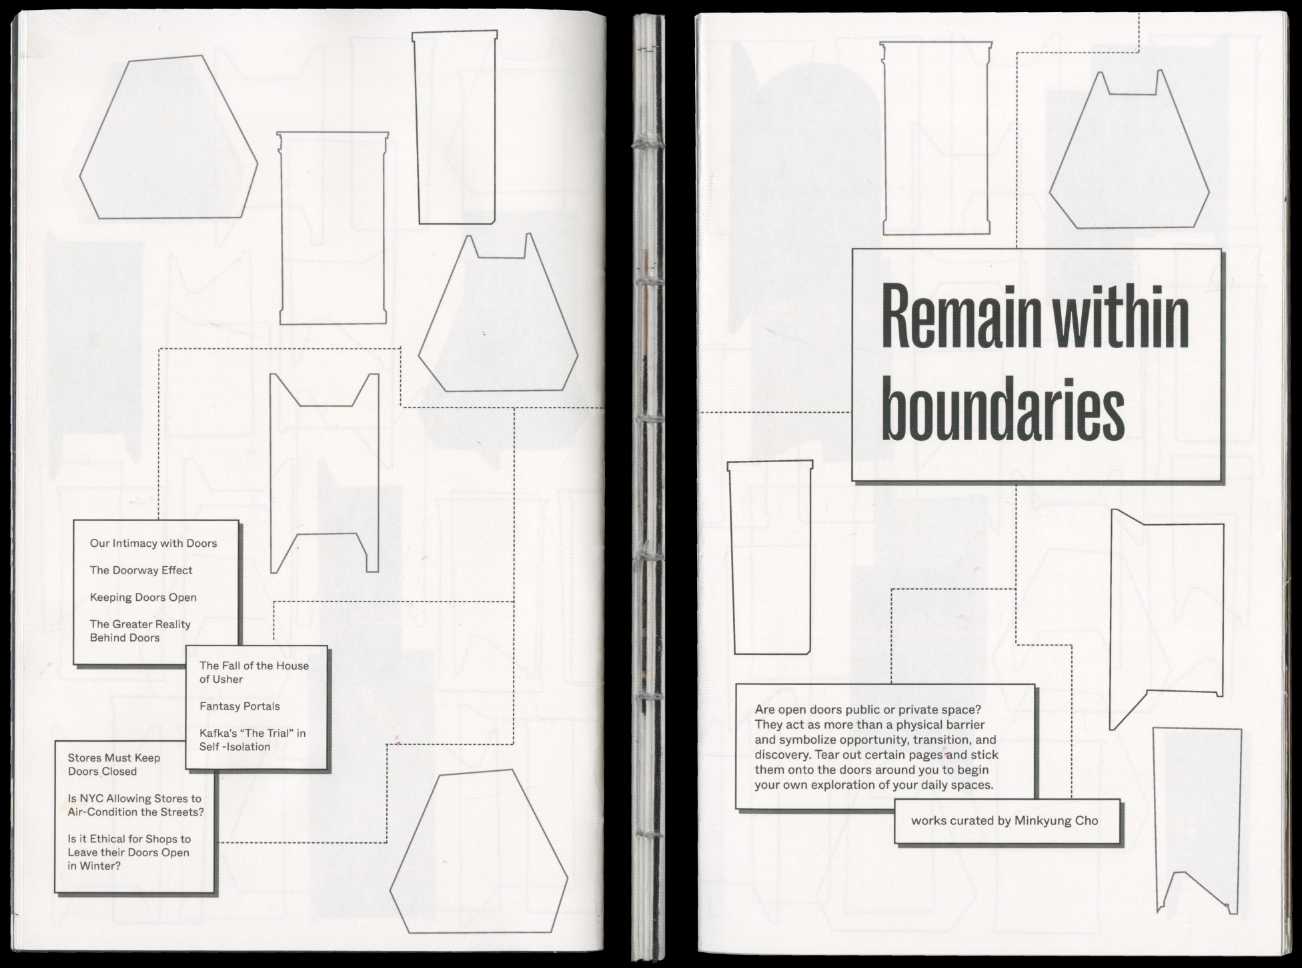 Our Intimacy with Doors
The Doorway Effect
Keeping Doors Open
The Greater Reality
Behind Doors
The Fall of the House
of Usher
Fantasy Portals
Kafka's “The Trial” in
Self -Isolation
Stores Must Keep
Doors Closed
Is NYC Allowing Stores to
Air-Condition the Streets?
Is it Ethical for Shops to
Leave their Doors Open
in Winter?
Remain within
boundaries
Are open doors public or private space?
They act as more than a physical barrier
and symbolize opportunity, transition, and
discovery. Tear out certain pages and stick
them onto the doors around you to begin
your own exploration of your daily spaces.
works curated by Minkyung Cho